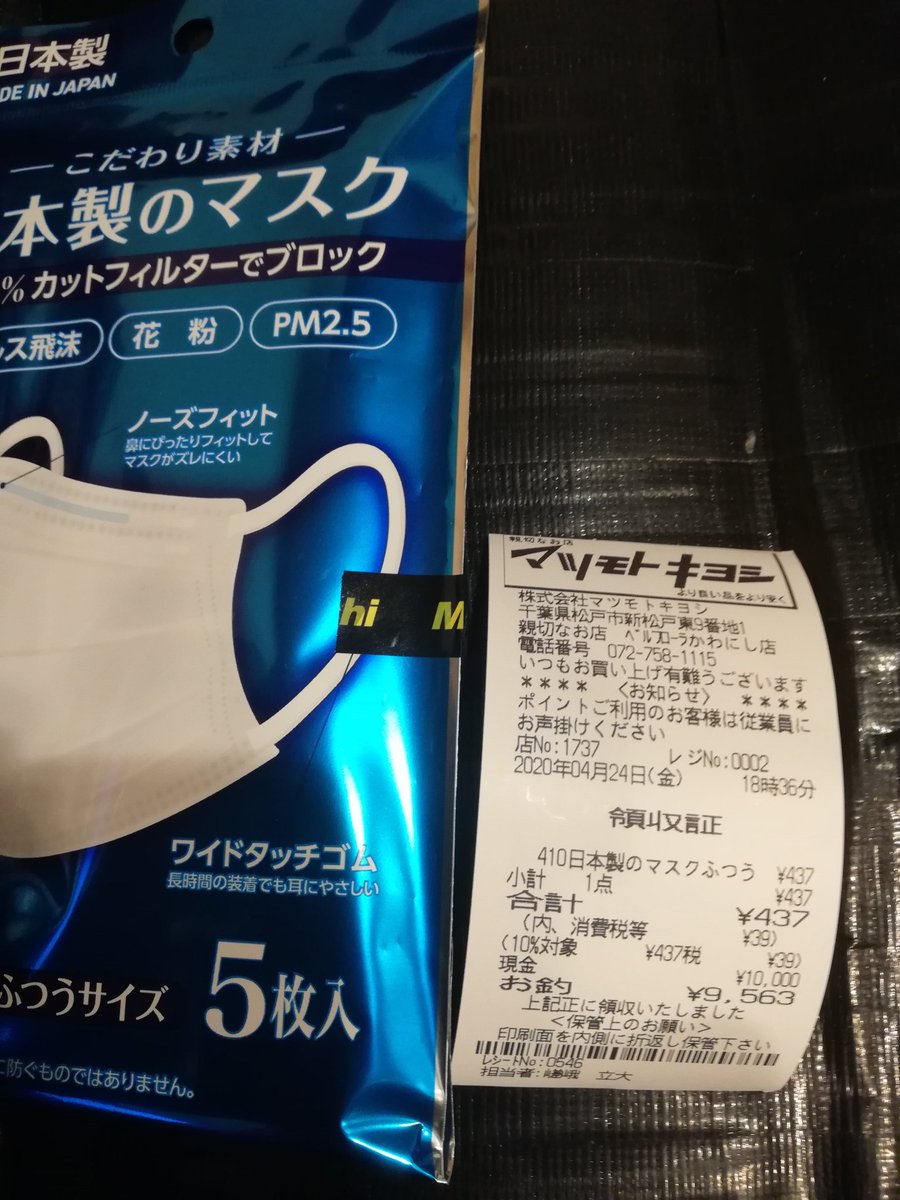 日本製
DE IN JAPAN
こだわり素材
本製のマスク
% カットフィルターでブロック
ス飛沫
花粉
PM2.5
ノーズフィット
鼻にぴったりフィットして
マスクがズレにくい
hi M
ワイドタッチゴム
長時間の装着でも耳にやさしい
ふつうサイズ 5枚入
防ぐものではありません。
親切なお店
マツモトキヨシ
より良い品をより安く
株式会社マツモトキヨシ
千葉県松戸市新松戸東9番地1
親切なお店 ベルフローラかわにし店
電話番号 072-758-1115
いつもお買い上げ有難うございます
**** <お知らせ> ****
ポイントご利用のお客様は従業員に
お声掛けください
店No:1737 レジNo:0002
2020年04月24日(金) 18時36分
領収証
410日本製のマスクふつう ¥437
小計 1点 ¥437
合計 ¥437
(内、消費税等 ¥39)
(10%対象 ¥437税 ¥39)
現金 ¥10,000
お釣 ¥9,563
上記正に領収いたしました
<保管上のお願い>
印刷面を内側に折返し保管下さい
レシートNo:0546
担当者:嵯峨 立大